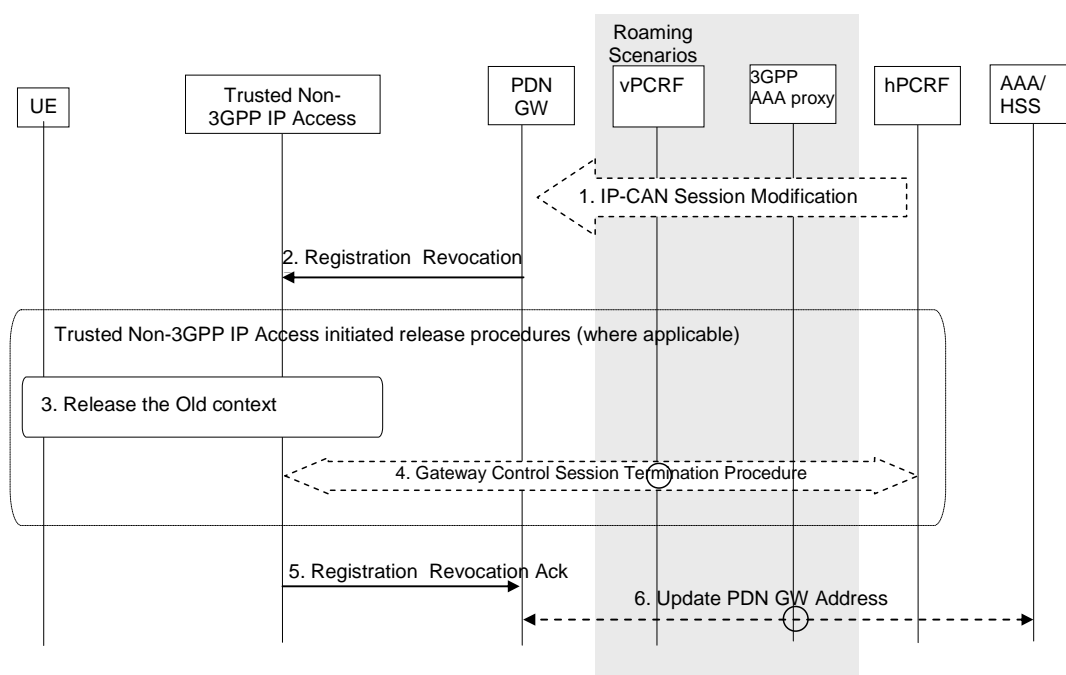 Roaming
Scenarios
UE
Trusted Non-
3GPP IP Access
PDN
GW
vPCRF
3GPP
AAA proxy
hPCRF
AAA/
HSS
1. IP-CAN Session Modification
2. Registration Revocation
Trusted Non-3GPP IP Access initiated release procedures (where applicable)
3. Release the Old context
4. Gateway Control Session Termination Procedure
5. Registration Revocation Ack
6. Update PDN GW Address